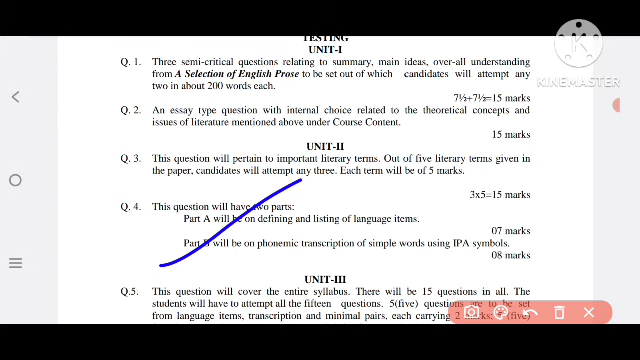 TESTING
UNIT-I
Q. 1. Three semi-critical questions relating to summary, main ideas, over-all understanding
from A Selection of English Prose to be set out of which candidates will attempt any
two in about 200 words each.
7½+7½=15 marks
Q. 2. An essay type question with internal choice related to the theoretical concepts and
issues of literature mentioned above under Course Content.
15 marks
UNIT-II
Q. 3. This question will pertain to important literary terms. Out of five literary terms given in
the paper, candidates will attempt any three. Each term will be of 5 marks.
3x5=15 marks
Q. 4. This question will have two parts:
Part A will be on defining and listing of language items.
07 marks
Part B will be on phonemic transcription of simple words using IPA symbols.
08 marks
UNIT-III
Q.5. This question will cover the entire syllabus. There will be 15 questions in all. The
students will have to attempt all the fifteen questions. 5(five) questions are to be set
from language items, transcription and minimal pairs, each carrying 2 marks: (five)
KINEMASTER